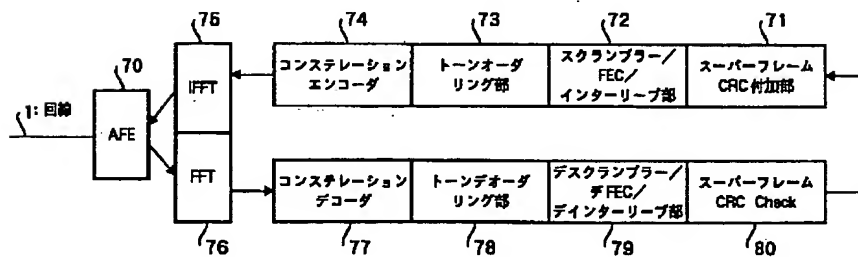 75
74
73
72
71
70
IFFT
コンステレーション
エンコーダ
トーンオーダ
リング部
スクランブラー／
FEC／
インターリーブ部
スーパーフレーム
CRC付加部
1:回線
AFE
FFT
コンステレーション
デコーダ
トーンデオーダ
リング部
デスクランブラー／
デFEC／
デインターリーブ部
スーパーフレーム
CRC Check
76
77
78
79
80